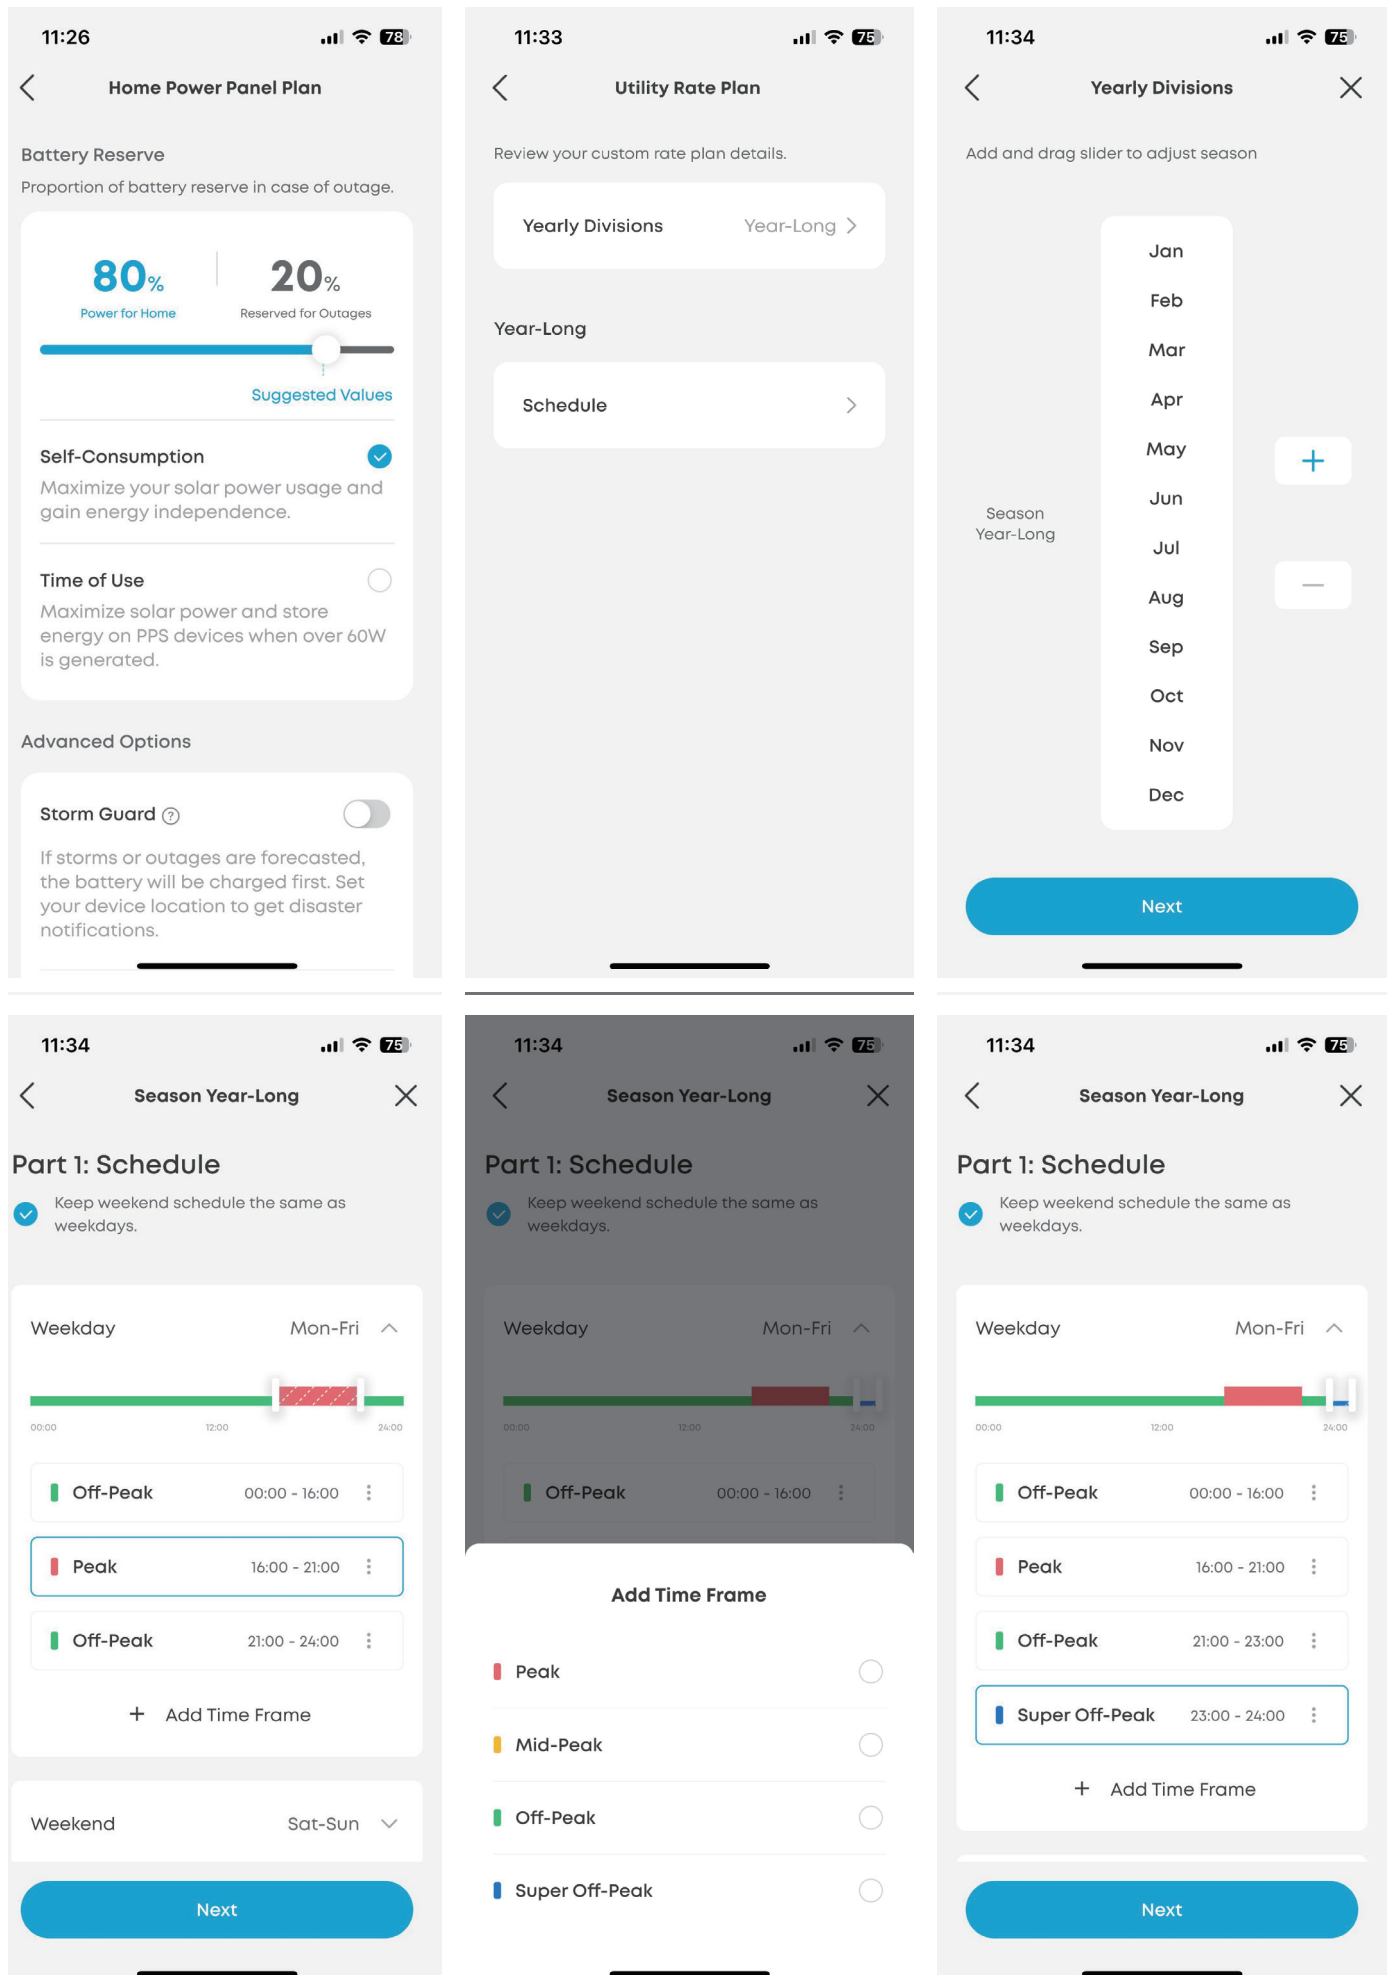 11:26
78
Home Power Panel Plan
Battery Reserve
Proportion of battery reserve in case of outage.
80%
20%
Power for Home
Reserved for Outages
Suggested Values
Self-Consumption
Maximize your solar power usage and
gain energy independence.
Time of Use
Maximize solar power and store
energy on PPS devices when over 60W
is generated.
Advanced Options
Storm Guard ?
If storms or outages are forecasted,
the battery will be charged first. Set
your device location to get disaster
notifications.
11:33
75
Utility Rate Plan
Review your custom rate plan details.
Yearly Divisions Year-Long
Year-Long
Schedule
11:34
75
Yearly Divisions
Add and drag slider to adjust season
Jan
Feb
Mar
Apr
May
Jun
Jul
Aug
Sep
Oct
Nov
Dec
Season
Year-Long
Next
11:34
75
Season Year-Long
Part 1: Schedule
Keep weekend schedule the same as
weekdays.
Weekday Mon-Fri
00:00 12:00 24:00
Off-Peak 00:00 - 16:00
Peak 16:00 - 21:00
Off-Peak 21:00 - 24:00
+ Add Time Frame
Weekend Sat-Sun
Next
11:34
75
Season Year-Long
Part 1: Schedule
Keep weekend schedule the same as
weekdays.
Weekday Mon-Fri
00:00 12:00 24:00
Off-Peak 00:00 - 16:00
Add Time Frame
Peak
Mid-Peak
Off-Peak
Super Off-Peak
11:34
75
Season Year-Long
Part 1: Schedule
Keep weekend schedule the same as
weekdays.
Weekday Mon-Fri
00:00 12:00 24:00
Off-Peak 00:00 - 16:00
Peak 16:00 - 21:00
Off-Peak 21:00 - 23:00
Super Off-Peak 23:00 - 24:00
+ Add Time Frame
Next